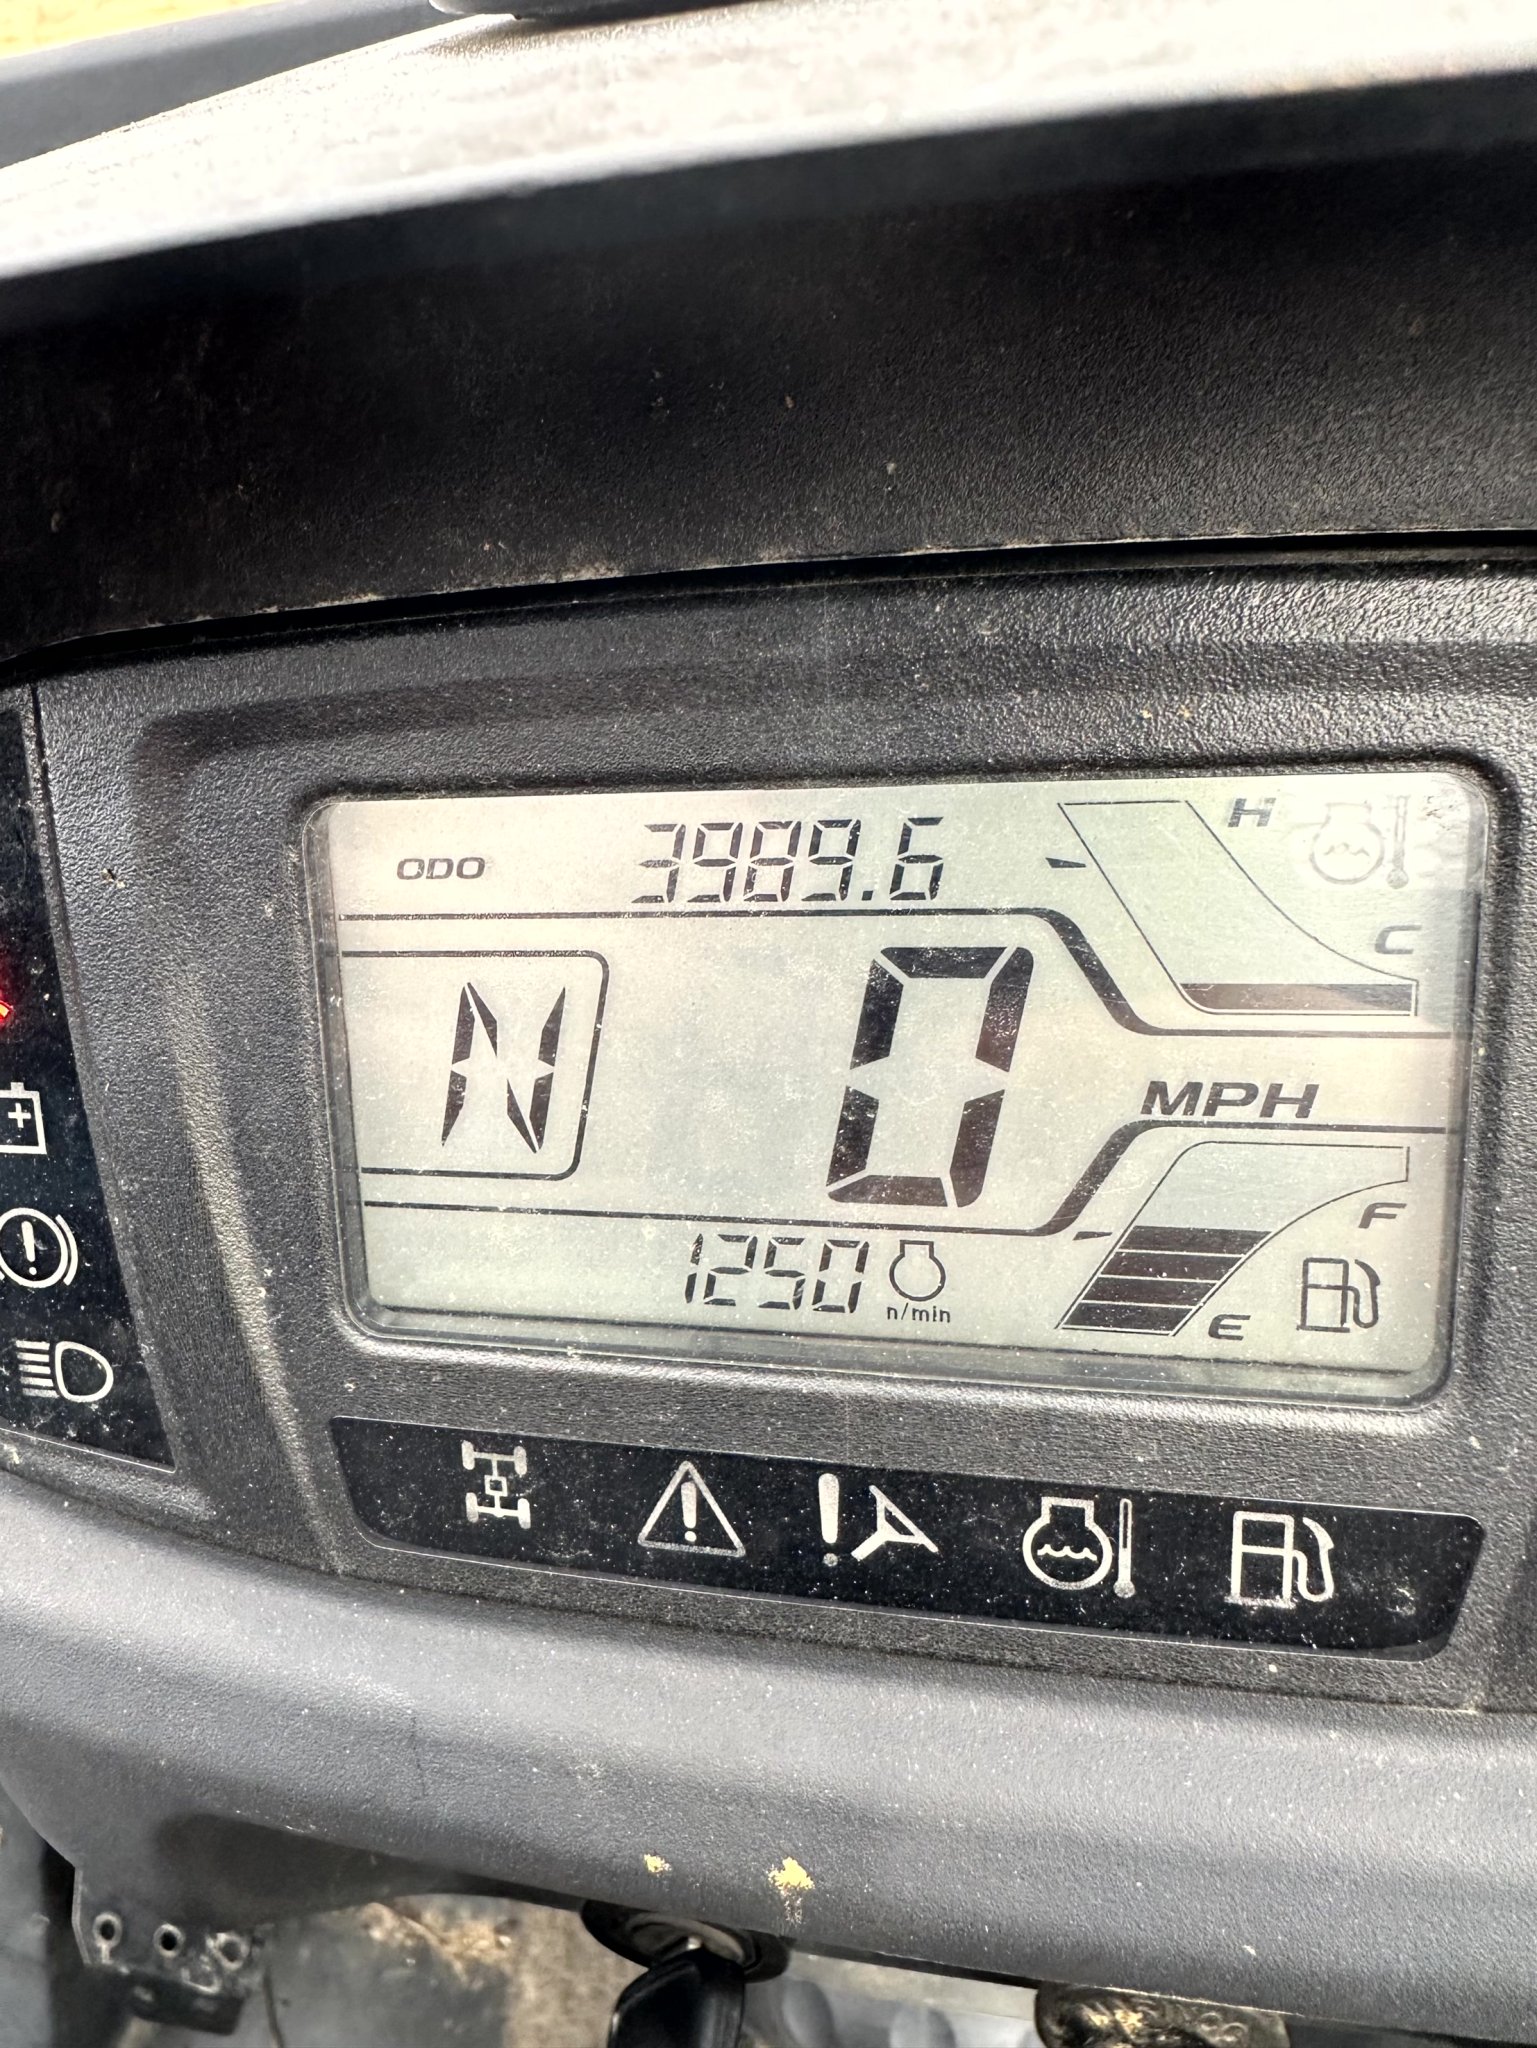 ODO 3989.6 H
C
N 0 MPH
F
1250 n/min
E